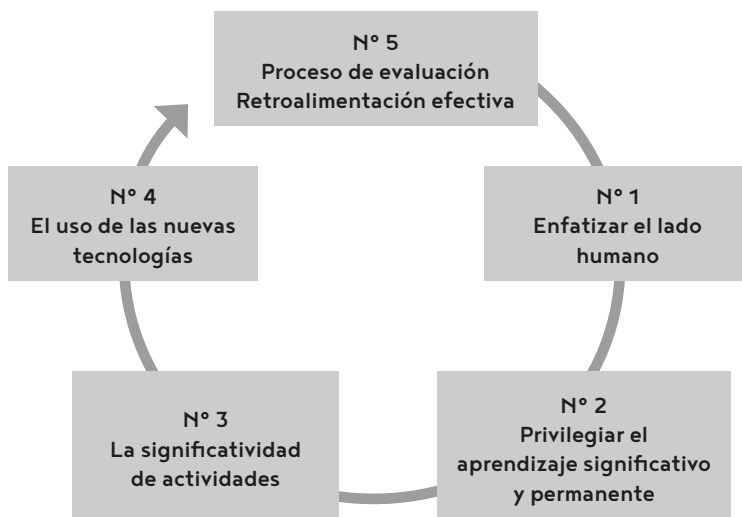 N° 5
Proceso de evaluación
Retroalimentación efectiva
N° 4
El uso de las nuevas
tecnologías
N° 1
Enfatizar el lado
humano
N° 3
La significatividad
de actividades
N° 2
Privilegiar el
aprendizaje significativo
y permanente